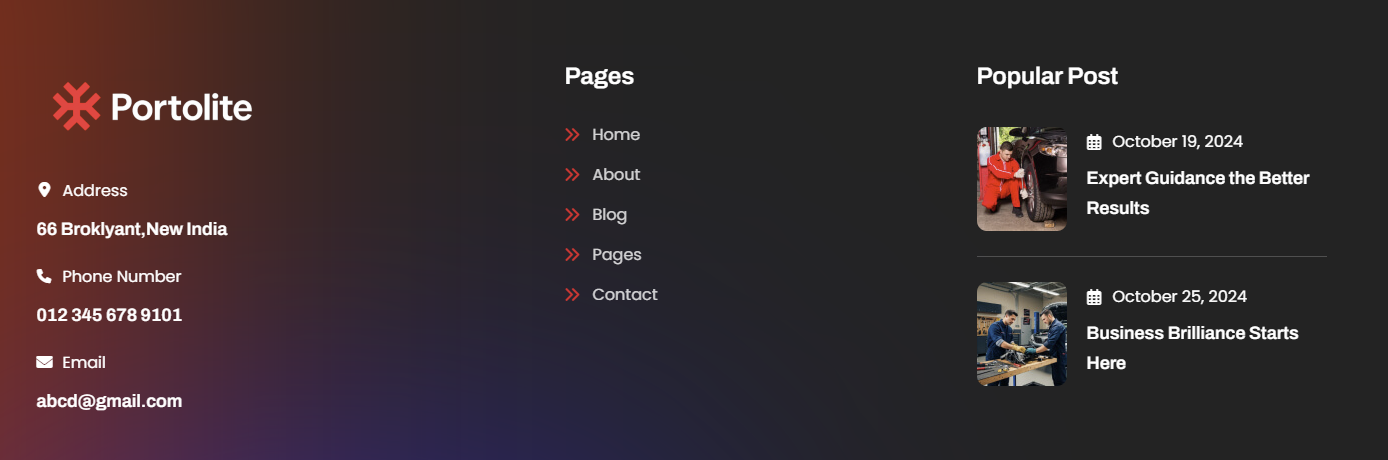 Portolite
Address
66 Broklyant,New India
Phone Number
012 345 678 9101
Email
abcd@gmail.com
Pages
Home
About
Blog
Pages
Contact
Popular Post
October 19, 2024
Expert Guidance the Better
Results
October 25, 2024
Business Brilliance Starts
Here